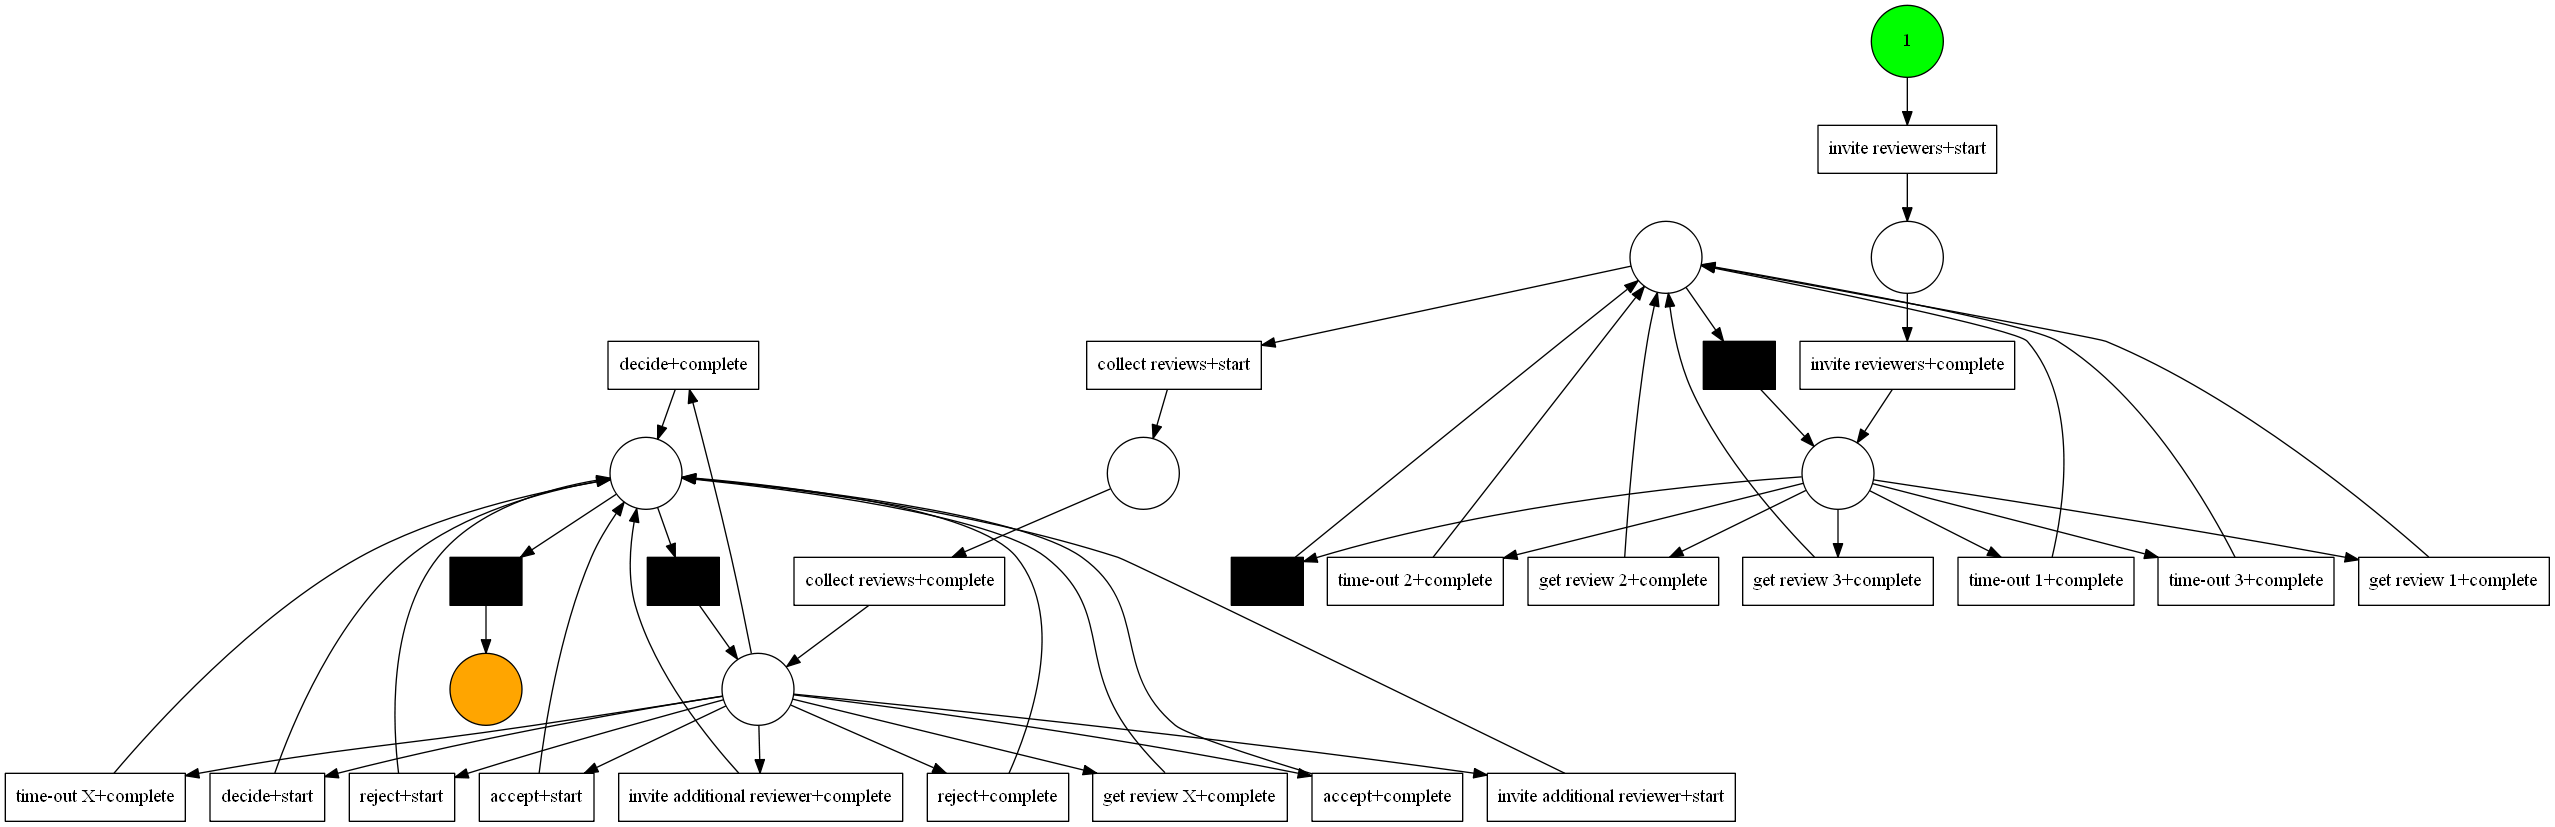 1
invite reviewers+start
decide+complete
collect reviews+start
invite reviewers+complete
collect reviews+complete
time-out 2+complete
get review 2+complete
get review 3+complete
time-out 1+complete
time-out 3+complete
get review 1+complete
time-out X+complete
decide+start
reject+start
accept+start
invite additional reviewer+complete
reject+complete
get review X+complete
accept+complete
invite additional reviewer+start